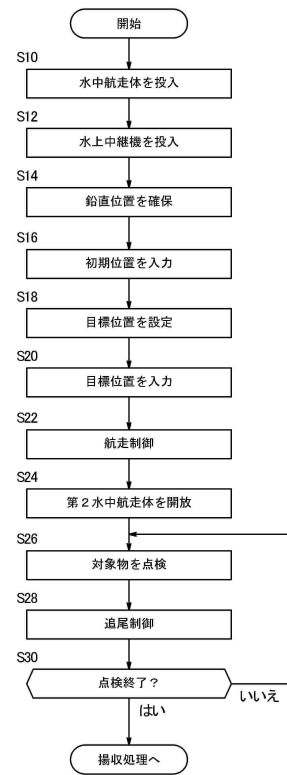 開始
S10
水中航走体を投入
S12
水上中継機を投入
S14
鉛直位置を確保
S16
初期位置を入力
S18
目標位置を設定
S20
目標位置を入力
S22
航走制御
S24
第2水中航走体を開放
S26
対象物を点検
S28
追尾制御
S30
点検終了?
いいえ
はい
揚収処理へ